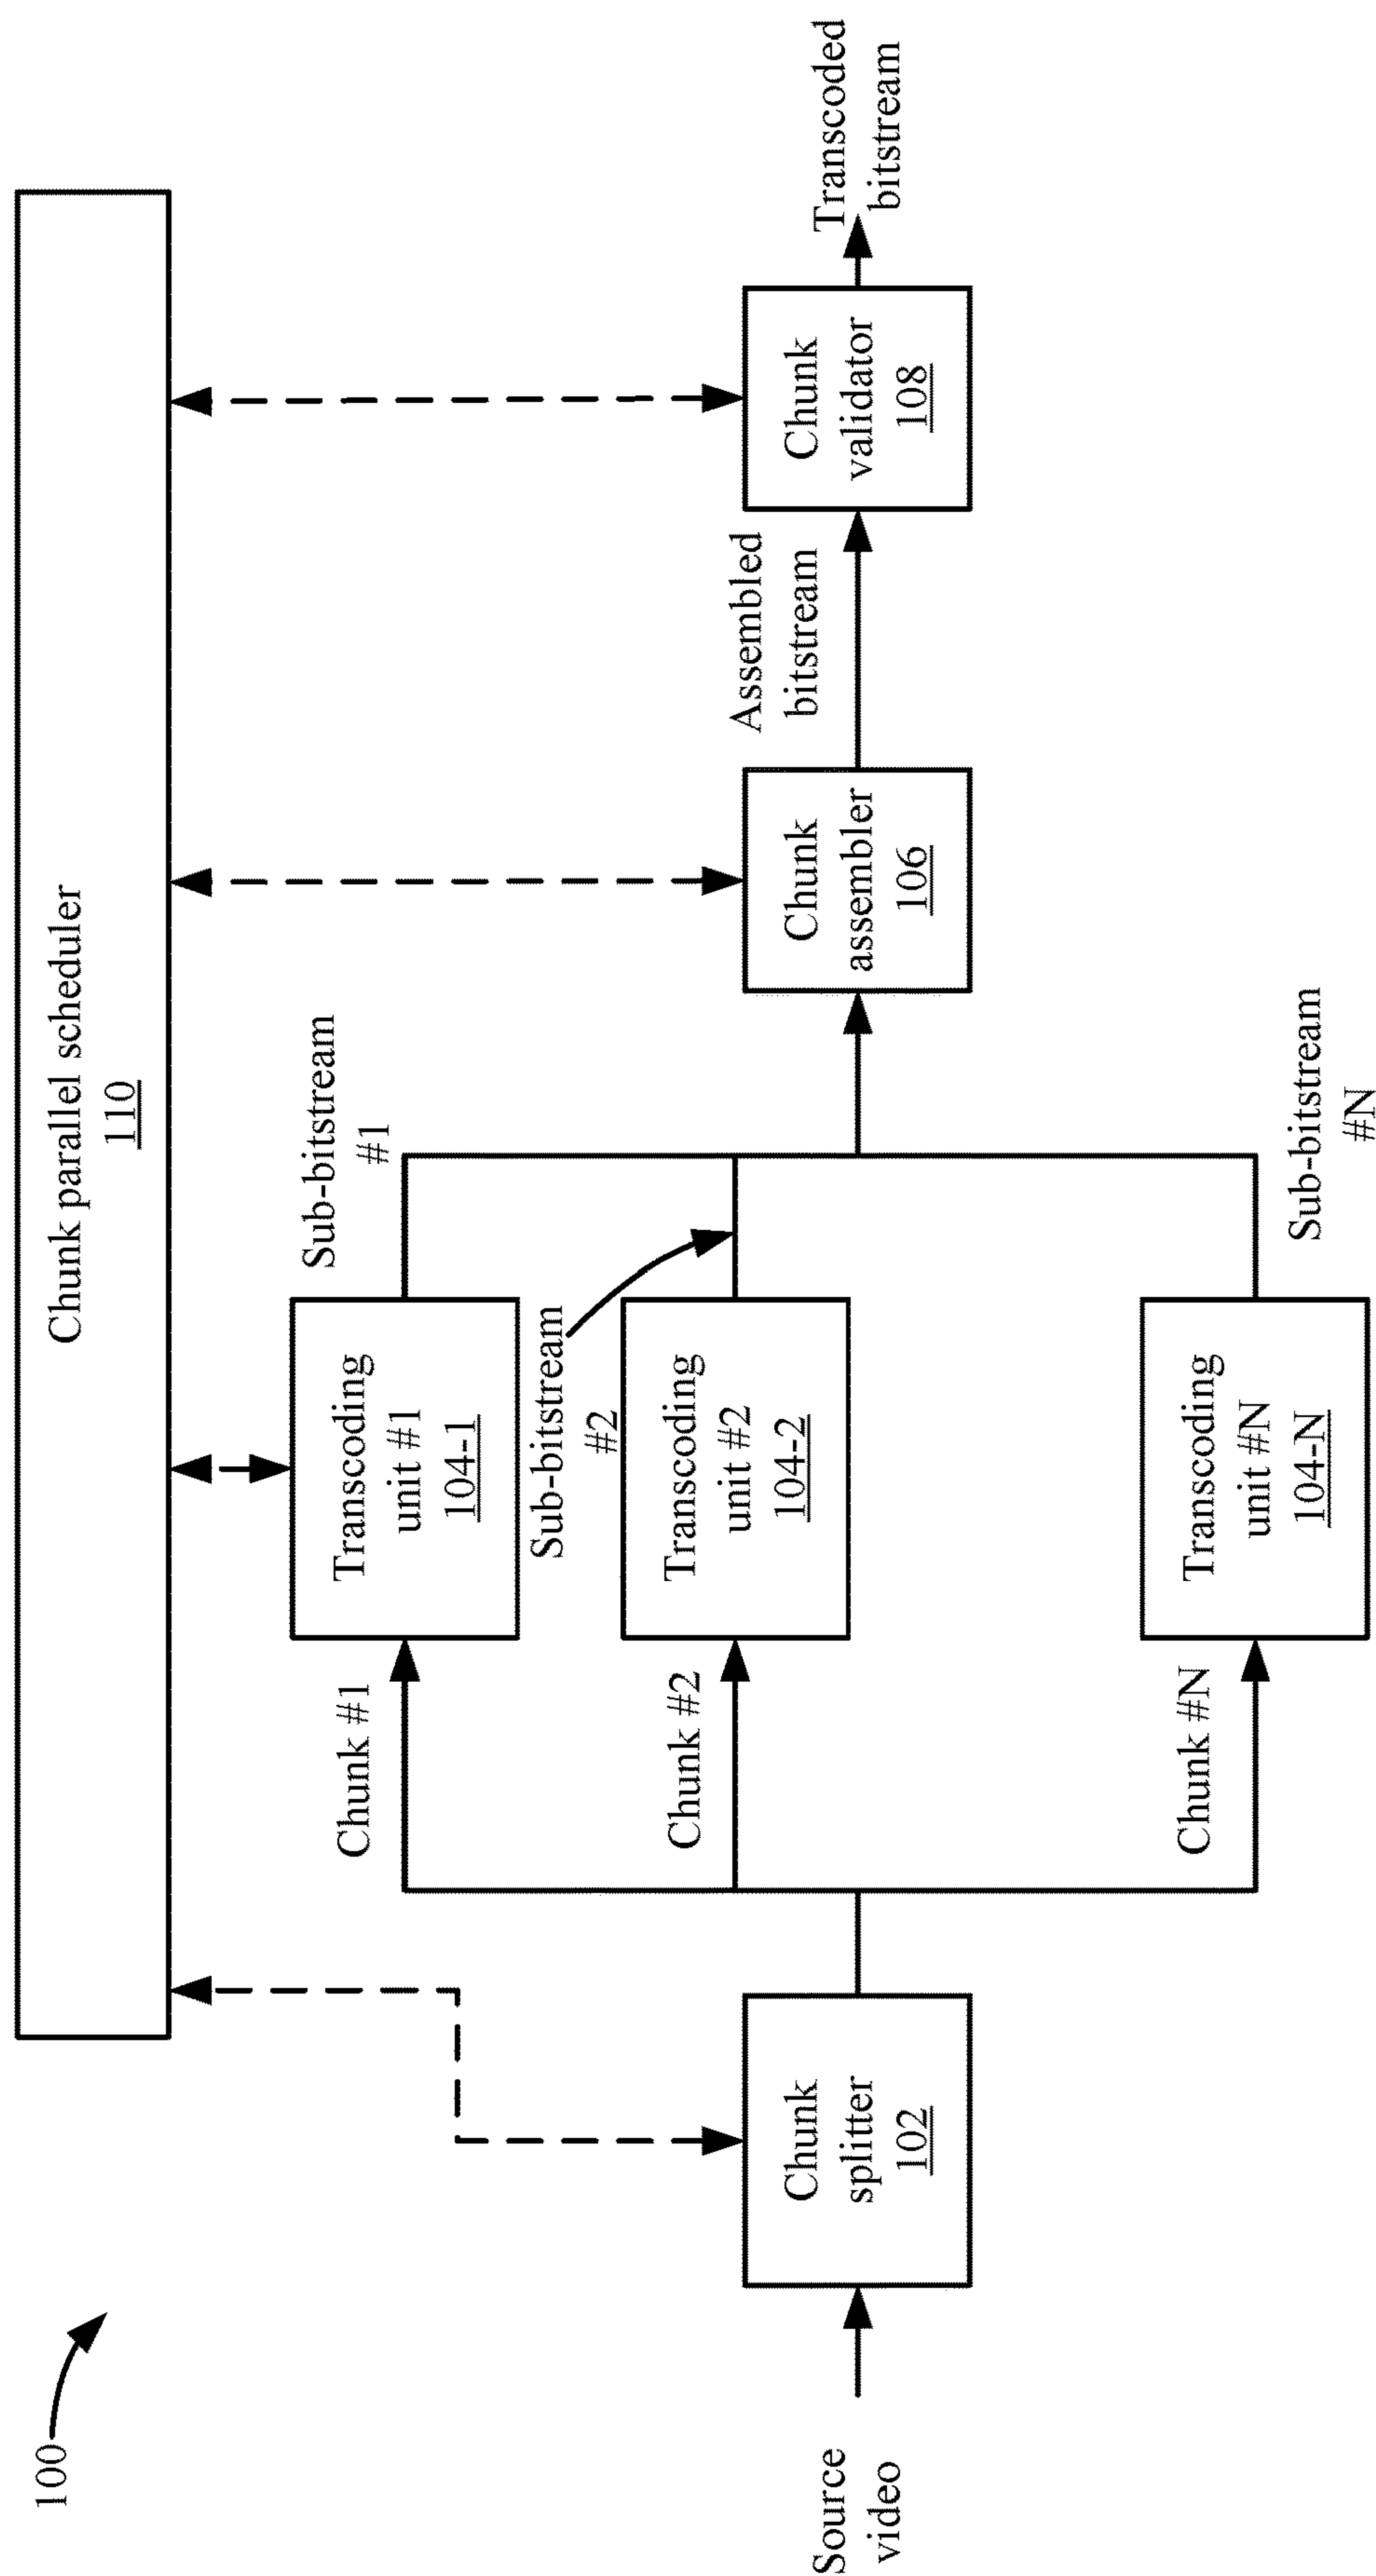 100
Chunk parallel scheduler
110
Source
video
Chunk
splitter
102
Chunk #1
Chunk #2
Chunk #N
Transcoding
unit #1
104-1
Sub-bitstream
#1
Sub-bitstream
#2
Transcoding
unit #2
104-2
Transcoding
unit #N
104-N
Sub-bitstream
#N
Chunk
assembler
106
Assembled
bitstream
Chunk
validator
108
Transcoded
bitstream